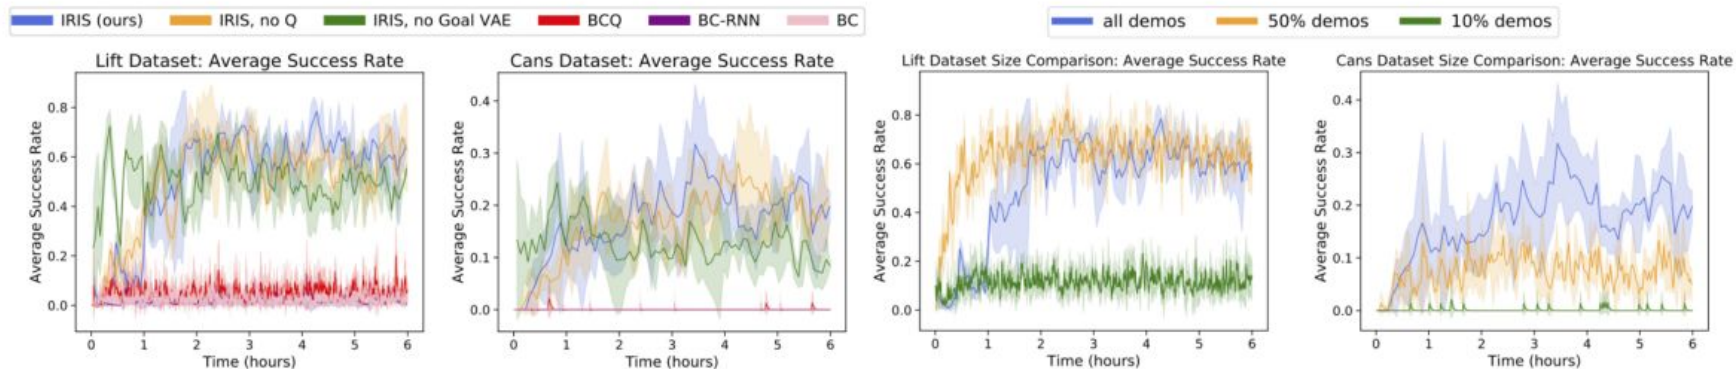 IRIS (ours) IRIS, no Q IRIS, no Goal VAE BCQ BC-RNN BC
all demos 50% demos 10% demos
Lift Dataset: Average Success Rate
Average Success Rate
0.8
0.6
0.4
0.2
0.0
0 1 2 3 4 5 6
Time (hours)
Cans Dataset: Average Success Rate
Average Success Rate
0.4
0.3
0.2
0.1
0.0
0 1 2 3 4 5 6
Time (hours)
Lift Dataset Size Comparison: Average Success Rate
Average Success Rate
0.8
0.6
0.4
0.2
0.0
0 1 2 3 4 5 6
Time (hours)
Cans Dataset Size Comparison: Average Success Rate
Average Success Rate
0.4
0.3
0.2
0.1
0.0
0 1 2 3 4 5 6
Time (hours)